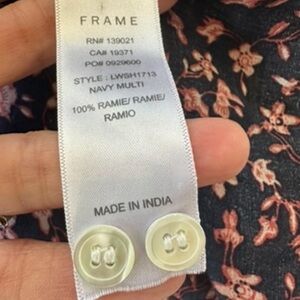 FRAME
RN# 139021
CA# 19371
PO# 0929600
STYLE : LWSH1713
NAVY MULTI
100% RAMIE/ RAMIE/
RAMIO
MADE IN INDIA